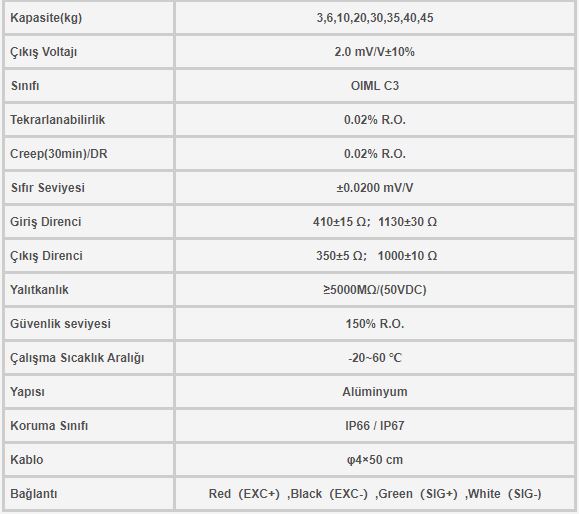 Kapasite(kg) 3,6,10,20,30,35,40,45
Çıkış Voltajı 2.0 mV/V±10%
Sınıfı OIML C3
Tekrarlanabilirlik 0.02% R.O.
Creep(30min)/DR 0.02% R.O.
Sıfır Seviyesi ±0.0200 mV/V
Giriş Direnci 410±15 Ω; 1130±30 Ω
Çıkış Direnci 350±5 Ω; 1000±10 Ω
Yalıtkanlık ≥5000MΩ/(50VDC)
Güvenlik seviyesi 150% R.O.
Çalışma Sıcaklık Aralığı -20~60 ℃
Yapısı Alüminyum
Koruma Sınıfı IP66 / IP67
Kablo φ4×50 cm
Bağlantı Red（EXC+）,Black（EXC-）,Green（SIG+）,White（SIG-）